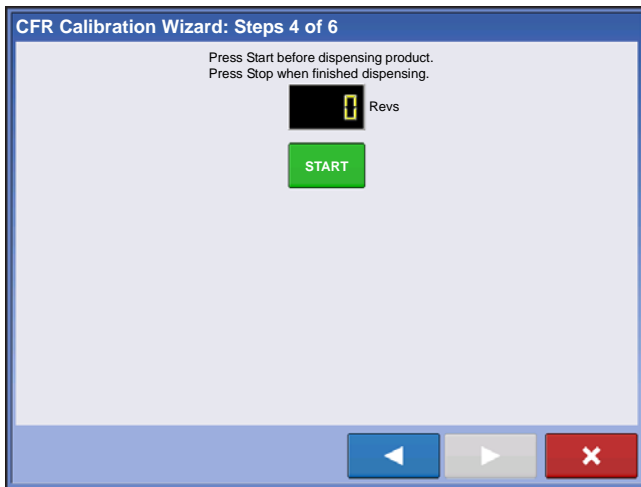 CFR Calibration Wizard: Steps 4 of 6
Press Start before dispensing product.
Press Stop when finished dispensing.
0 Revs
START